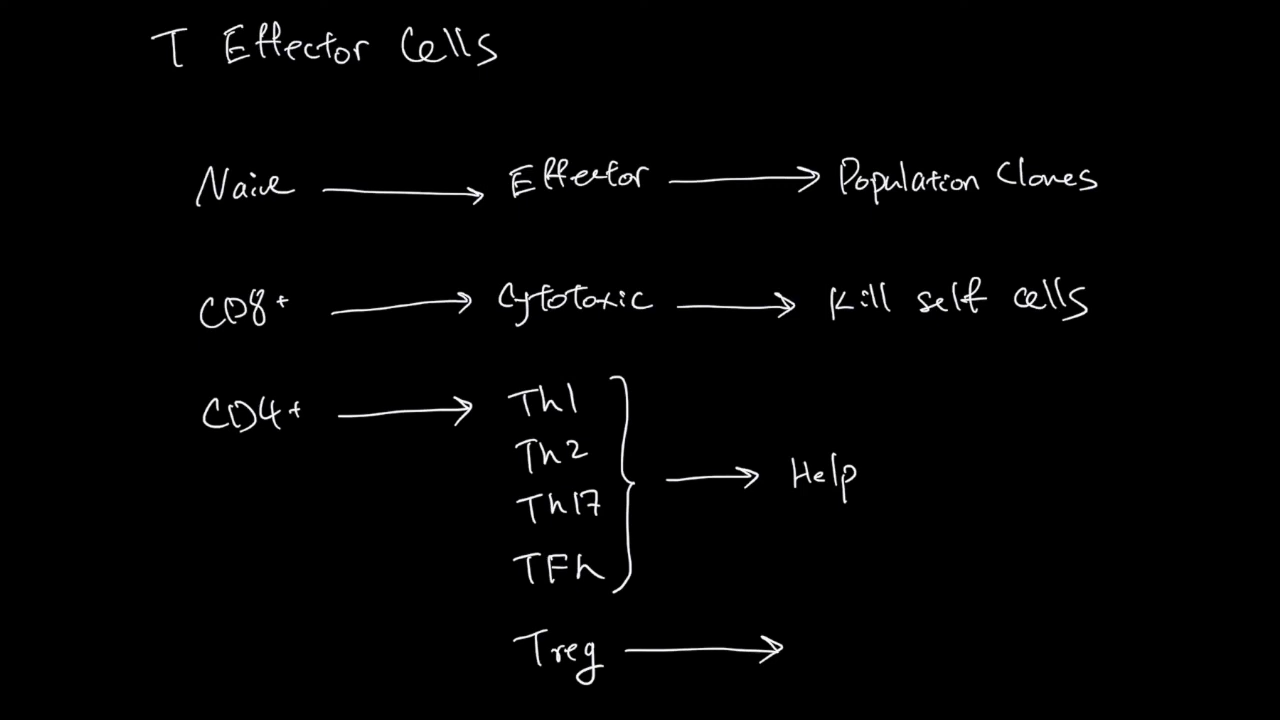 T Effector Cells
Naive → Effector → Population Clones
CD8+ → Cytotoxic → Kill self cells
CD4+ → Th1
Th2
Th17
TFh
→ Help
Treg →